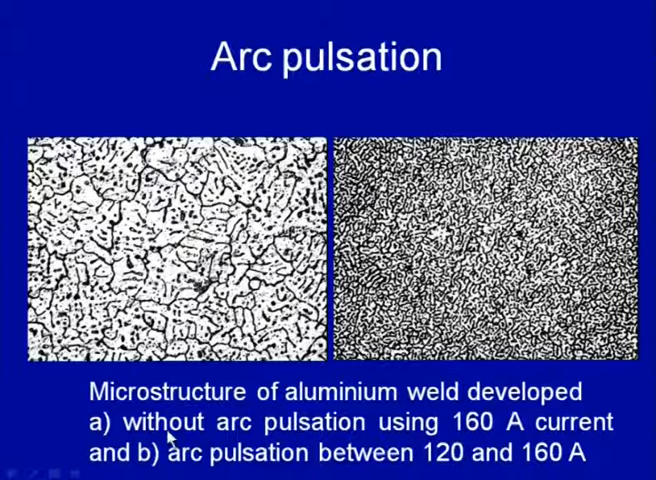 Arc pulsation
Microstructure of aluminium weld developed
a) without arc pulsation using 160 A current
and b) arc pulsation between 120 and 160 A